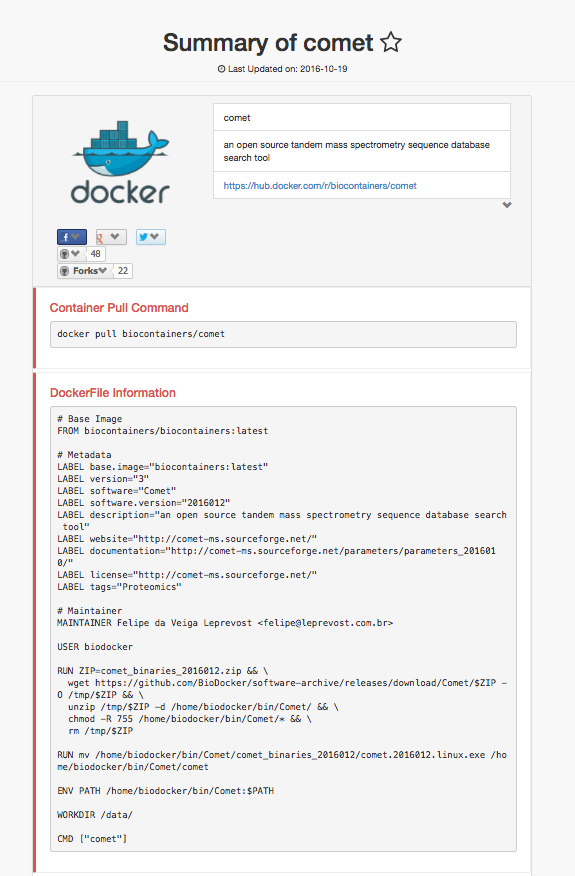 Summary of comet
Last Updated on: 2016-10-19
docker
comet
an open source tandem mass spectrometry sequence database
search tool
https://hub.docker.com/r/biocontainers/comet
f
g
48
Forks
22
Container Pull Command
docker pull biocontainers/comet
DockerFile Information
# Base Image
FROM biocontainers/biocontainers:latest
# Metadata
LABEL base.image="biocontainers:latest"
LABEL version="3"
LABEL software="Comet"
LABEL software.version="2016012"
LABEL description="an open source tandem mass spectrometry sequence database search
tool"
LABEL website="http://comet-ms.sourceforge.net/"
LABEL documentation="http://comet-ms.sourceforge.net/parameters/parameters_201601
0/"
LABEL license="http://comet-ms.sourceforge.net/"
LABEL tags="Proteomics"
# Maintainer
MAINTAINER Felipe da Veiga Leprevost <felipe@leprevost.com.br>
USER biodocker
RUN ZIP=comet_binaries_2016012.zip && \
wget https://github.com/BioDocker/software-archive/releases/download/Comet/$ZIP -
O /tmp/$ZIP && \
unzip /tmp/$ZIP -d /home/biodocker/bin/Comet/ && \
chmod -R 755 /home/biodocker/bin/Comet/* && \
rm /tmp/$ZIP
RUN mv /home/biodocker/bin/Comet/comet_binaries_2016012/comet.2016012.linux.exe /ho
me/biodocker/bin/Comet/comet
ENV PATH /home/biodocker/bin/Comet:$PATH
WORKDIR /data/
CMD ["comet"]